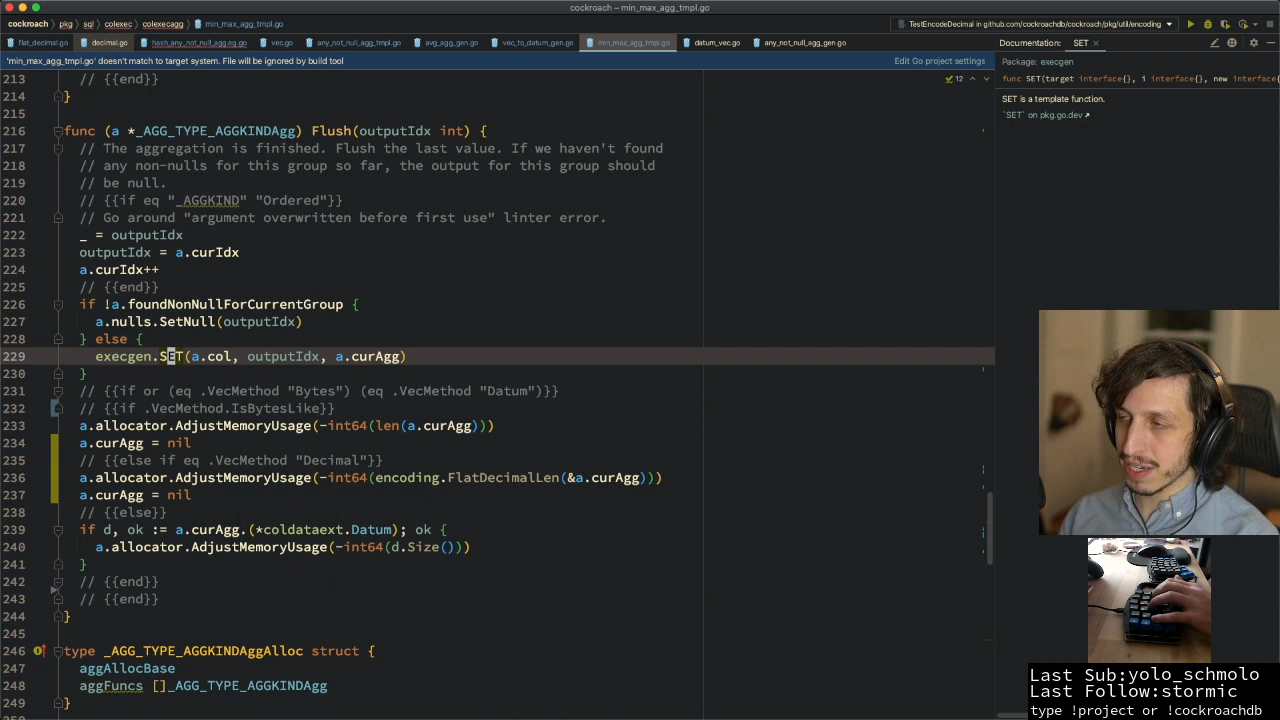 cockroach – min_max_agg_tmpl.go
cockroach › pkg › sql › colexec › colexecagg › min_max_agg_tmpl.go
TestEncodeDecimal in github.com/cockroachdb/cockroach/pkg/util/encoding
flat_decimal.go decimal.go hash_any_not_null_agg.eg.go vec.go any_not_null_agg_tmpl.go avg_agg_gen.go vec_to_datum_gen.go min_max_agg_tmpl.go datum_vec.go any_not_null_agg_gen.go
Documentation: SET
'min_max_agg_tmpl.go' doesn't match to target system. File will be ignored by build tool
Edit Go project settings
Package: execgen
func SET(target interface{}, i interface{}, new interface{
SET is a template function.
`SET` on pkg.go.dev ↗
12
213 // {{end}}
214 }
215
216 func (a *_AGG_TYPE_AGGKINDAgg) Flush(outputIdx int) {
217 // The aggregation is finished. Flush the last value. If we haven't found
218 // any non-nulls for this group so far, the output for this group should
219 // be null.
220 // {{if eq "_AGGKIND" "Ordered"}}
221 // Go around "argument overwritten before first use" linter error.
222 _ = outputIdx
223 outputIdx = a.curIdx
224 a.curIdx++
225 // {{end}}
226 if !a.foundNonNullForCurrentGroup {
227 a.nulls.SetNull(outputIdx)
228 } else {
229 execgen.SET(a.col, outputIdx, a.curAgg)
230 }
231 // {{if or (eq .VecMethod "Bytes") (eq .VecMethod "Datum")}}
232 // {{if .VecMethod.IsBytesLike}}
233 a.allocator.AdjustMemoryUsage(-int64(len(a.curAgg)))
234 a.curAgg = nil
235 // {{else if eq .VecMethod "Decimal"}}
236 a.allocator.AdjustMemoryUsage(-int64(encoding.FlatDecimalLen(&a.curAgg)))
237 a.curAgg = nil
238 // {{else}}
239 if d, ok := a.curAgg.(*coldataext.Datum); ok {
240 a.allocator.AdjustMemoryUsage(-int64(d.Size()))
241 }
242 // {{end}}
243 // {{end}}
244 }
245
246 type _AGG_TYPE_AGGKINDAggAlloc struct {
247 aggAllocBase
248 aggFuncs []_AGG_TYPE_AGGKINDAgg
249 }
Last Sub:yolo_schmolo
Last Follow:stormic
type !project or !cockroachdb